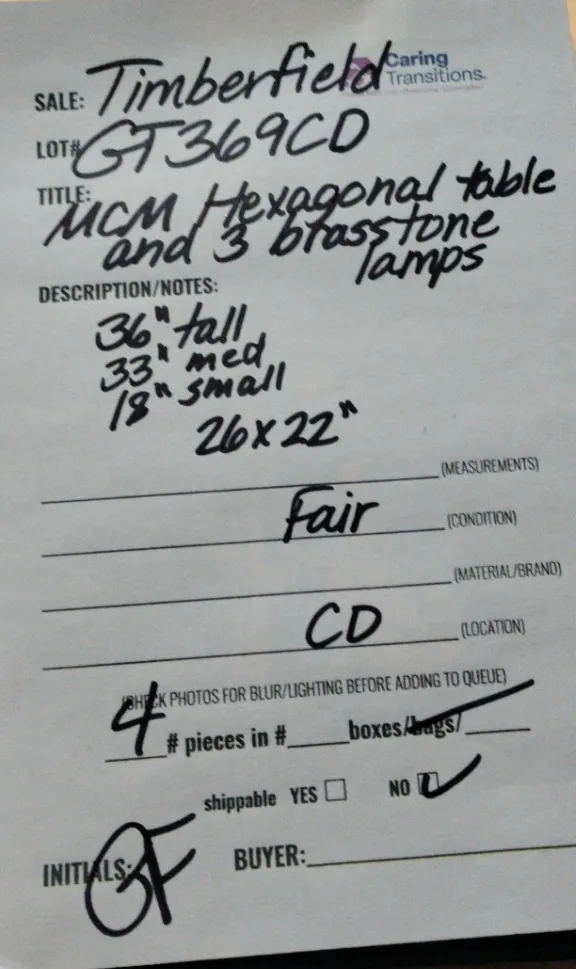 Caring
Transitions.
SALE: Timberfield
LOT# GT369CD
TITLE: MCM Hexagonal table
and 3 brasstone
lamps
DESCRIPTION/NOTES:
36" tall
33" med
18" small
26x22"
(MEASUREMENTS)
Fair (CONDITION)
(MATERIAL/BRAND)
CD (LOCATION)
(CHECK PHOTOS FOR BLUR/LIGHTING BEFORE ADDING TO QUEUE)
4 # pieces in # boxes/bags/
shippable YES NO
INITIALS: GF BUYER: